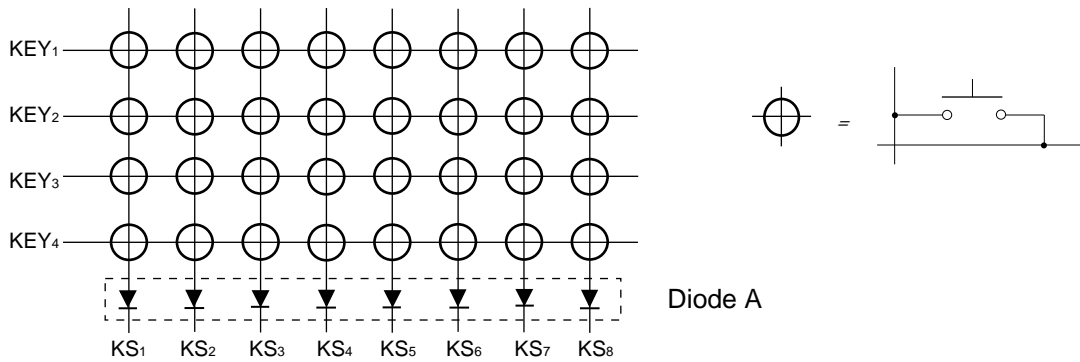 KEY₁
KEY₂
KEY₃
KEY₄
Diode A
KS₁ KS₂ KS₃ KS₄ KS₅ KS₆ KS₇ KS₈